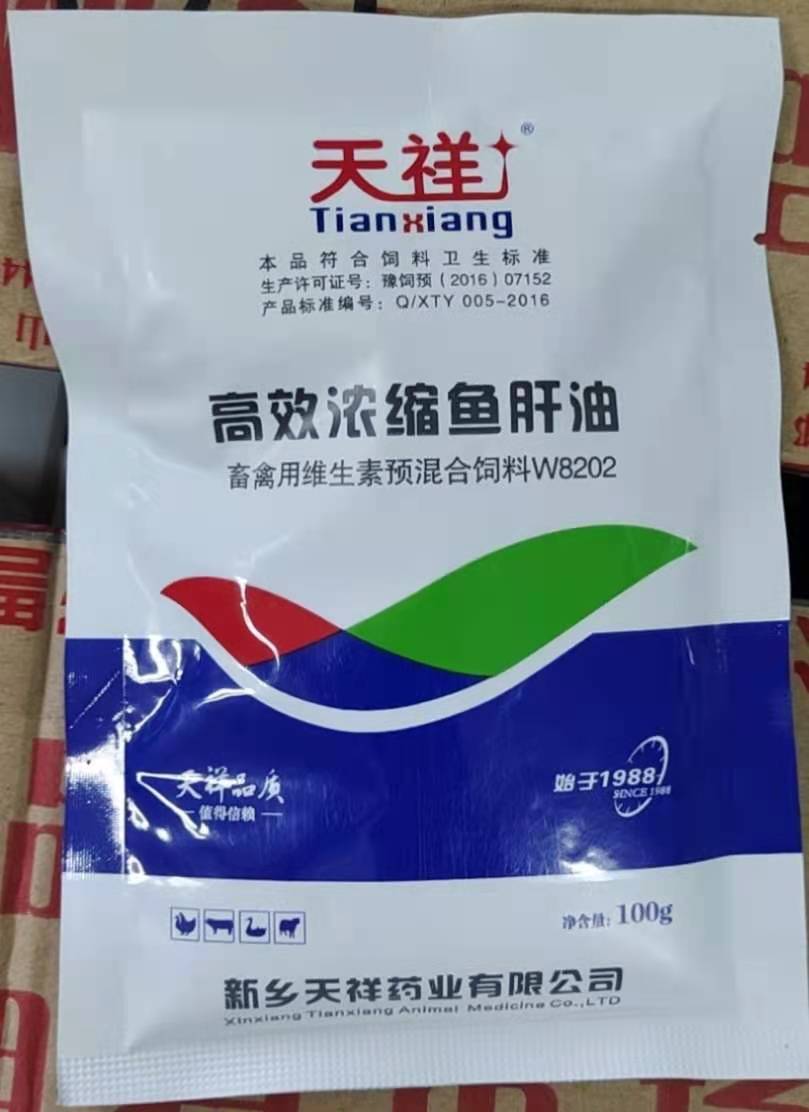 天祥®
Tianxiang
本品符合饲料卫生标准
生产许可证号：豫饲预（2016）07152
产品标准编号：Q/XTY 005-2016
高效浓缩鱼肝油
畜禽用维生素预混合饲料W8202
天祥品质
值得信赖
始于1988
SINCE 1988
净含量：100g
新乡天祥药业有限公司
Xinxiang Tianxiang Animal Medicine Co.,LTD